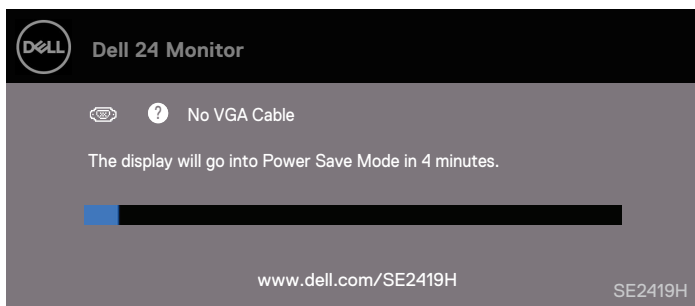 DELL
Dell 24 Monitor
? No VGA Cable
The display will go into Power Save Mode in 4 minutes.
www.dell.com/SE2419H
SE2419H